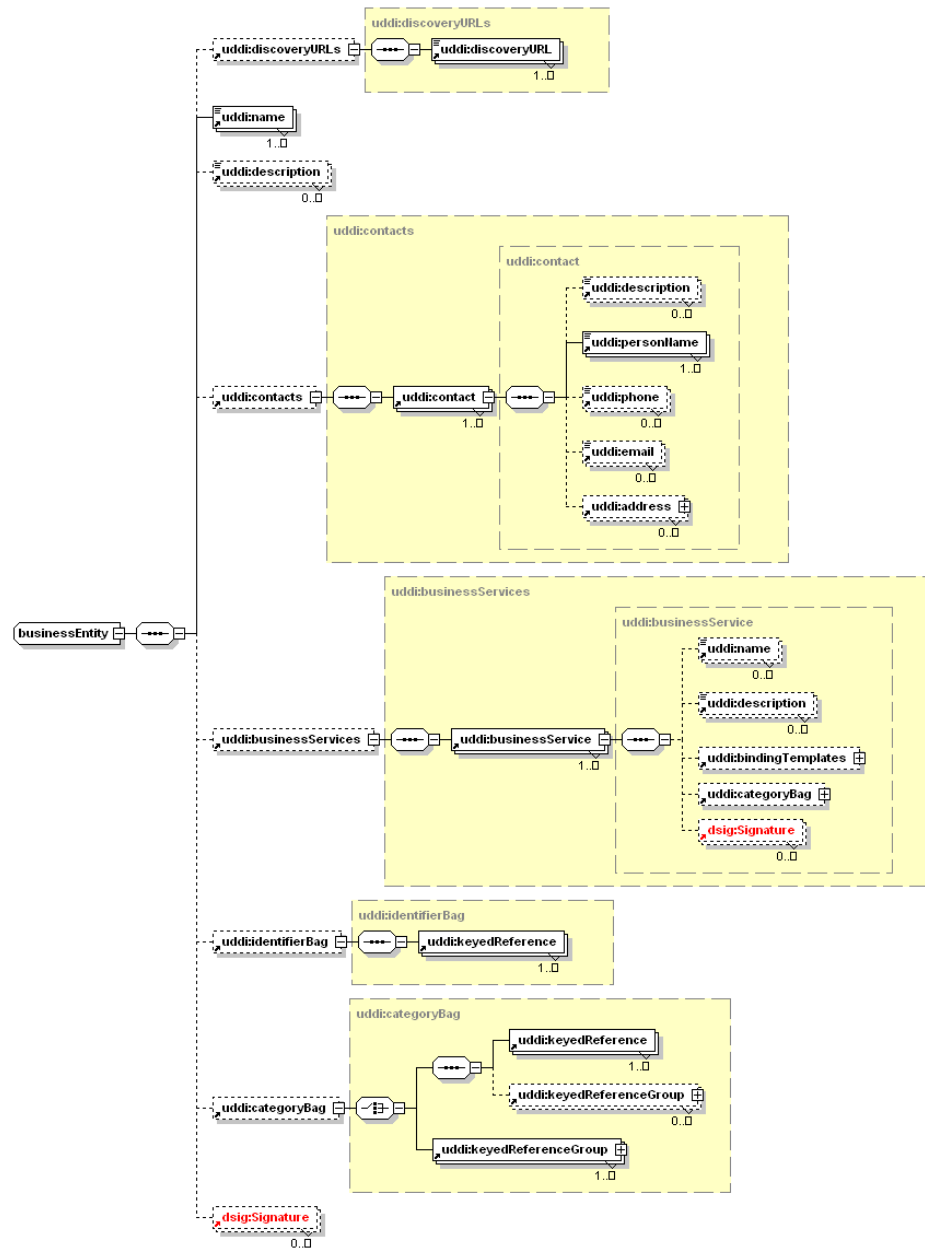 uddi:discoveryURLs
uddi:discoveryURLs
uddi:discoveryURL
1..▯
uddi:name
1..▯
uddi:description
0..▯
uddi:contacts
uddi:contact
uddi:description
0..▯
uddi:personName
1..▯
uddi:contacts
uddi:contact
1..▯
uddi:phone
0..▯
uddi:email
0..▯
uddi:address
0..▯
uddi:businessServices
uddi:businessService
businessEntity
uddi:name
0..▯
uddi:description
0..▯
uddi:businessServices
uddi:businessService
1..▯
uddi:bindingTemplates
uddi:categoryBag
dsig:Signature
0..▯
uddi:identifierBag
uddi:identifierBag
uddi:keyedReference
1..▯
uddi:categoryBag
uddi:keyedReference
1..▯
uddi:keyedReferenceGroup
0..▯
uddi:categoryBag
uddi:keyedReferenceGroup
1..▯
dsig:Signature
0..▯